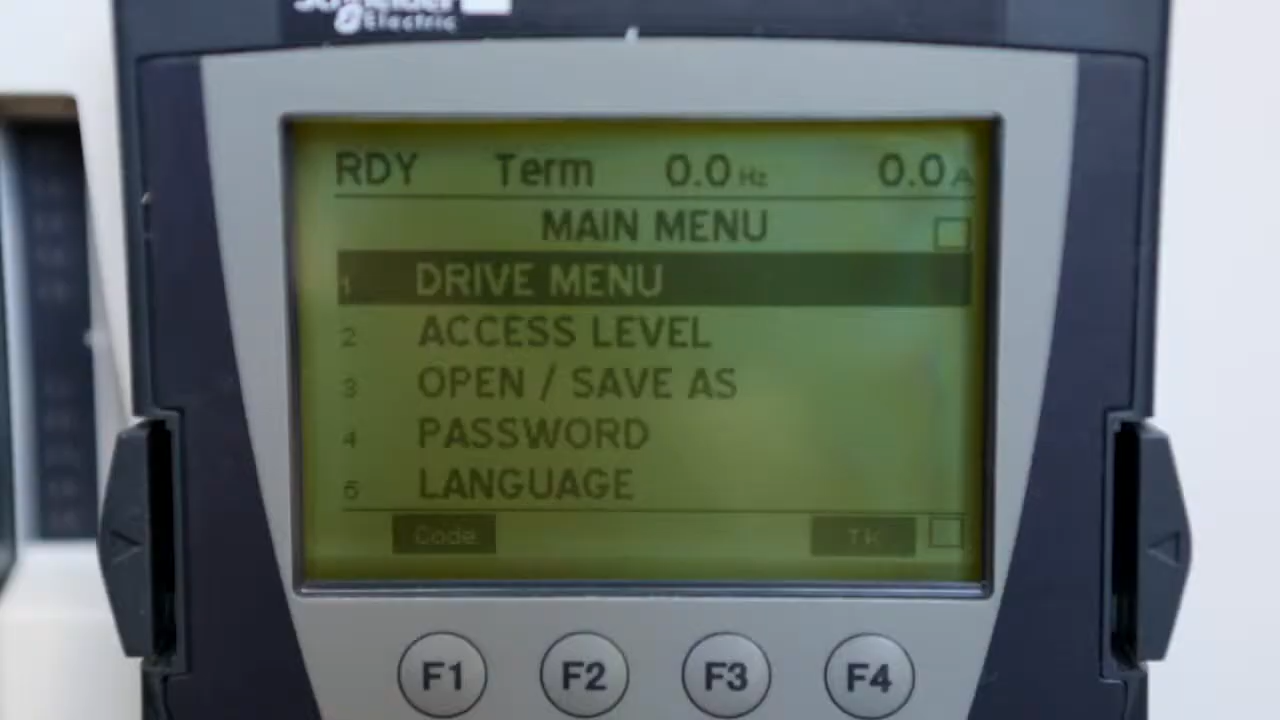 Schneider
Electric
RDY Term 0.0 Hz 0.0 A
MAIN MENU
1 DRIVE MENU
2 ACCESS LEVEL
3 OPEN / SAVE AS
4 PASSWORD
5 LANGUAGE
Code T/K
F1 F2 F3 F4